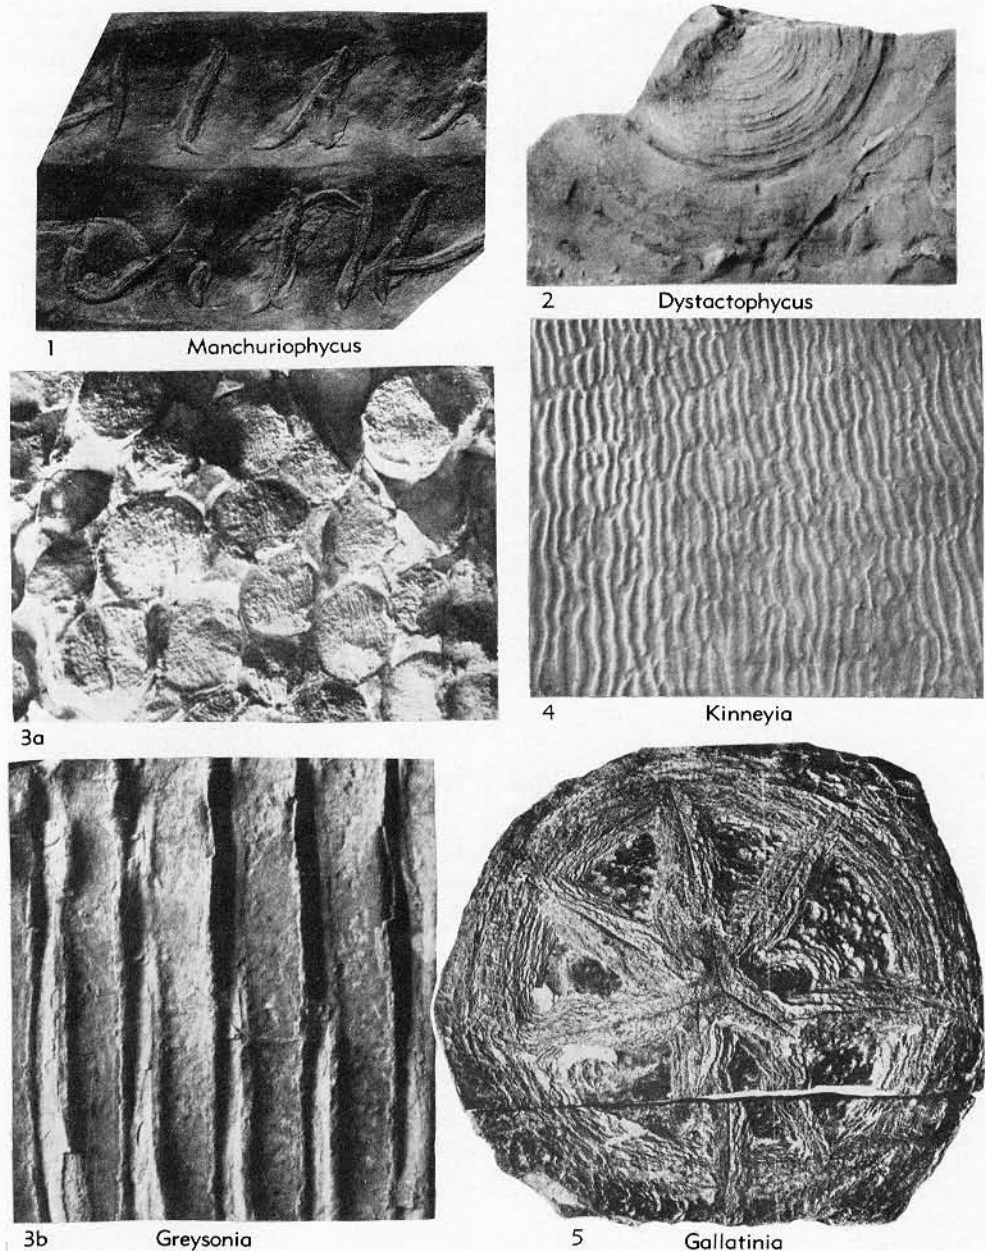 1 Manchuriophycus
2 Dystactophycus
3a
4 Kinneyia
3b Greysonia
5 Gallatinia